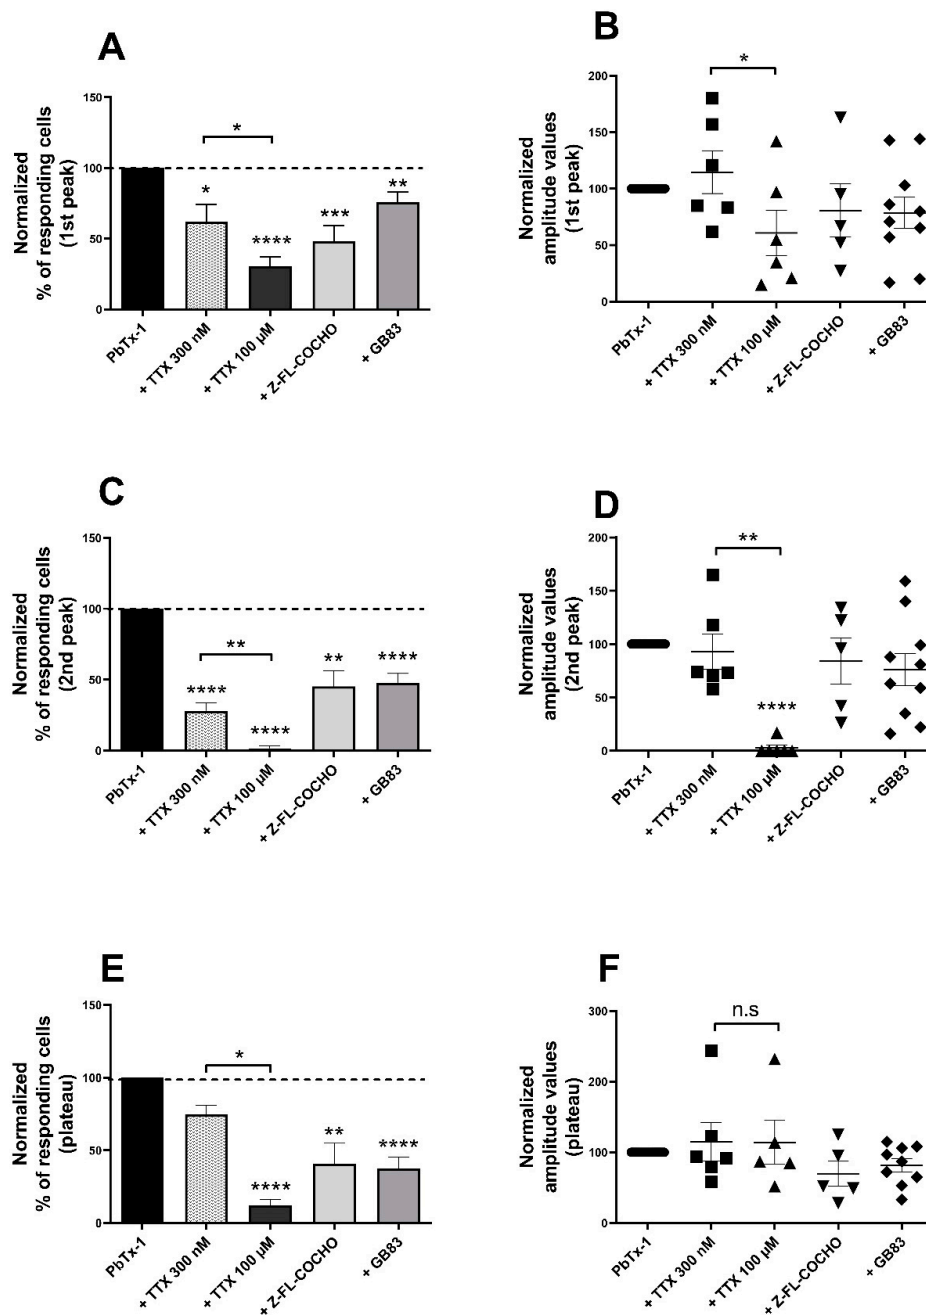 A
Normalized
% of responding cells
(1st peak)
150
100
50
0
*
*
****
***
**
PbTx-1
+ TTX 300 nM
+ TTX 100 µM
+ Z-FL-COCHO
+ GB83
B
Normalized
amplitude values
(1st peak)
200
150
100
50
0
*
PbTx-1
+ TTX 300 nM
+ TTX 100 µM
+ Z-FL-COCHO
+ GB83
C
Normalized
% of responding cells
(2nd peak)
150
100
50
0
**
****
****
**
****
PbTx-1
+ TTX 300 nM
+ TTX 100 µM
+ Z-FL-COCHO
+ GB83
D
Normalized
amplitude values
(2nd peak)
200
150
100
50
0
**
****
PbTx-1
+ TTX 300 nM
+ TTX 100 µM
+ Z-FL-COCHO
+ GB83
E
Normalized
% of responding cells
(plateau)
150
100
50
0
*
****
**
****
PbTx-1
+ TTX 300 nM
+ TTX 100 µM
+ Z-FL-COCHO
+ GB83
F
Normalized
amplitude values
(plateau)
300
200
100
0
n.s
PbTx-1
+ TTX 300 nM
+ TTX 100 µM
+ Z-FL-COCHO
+ GB83